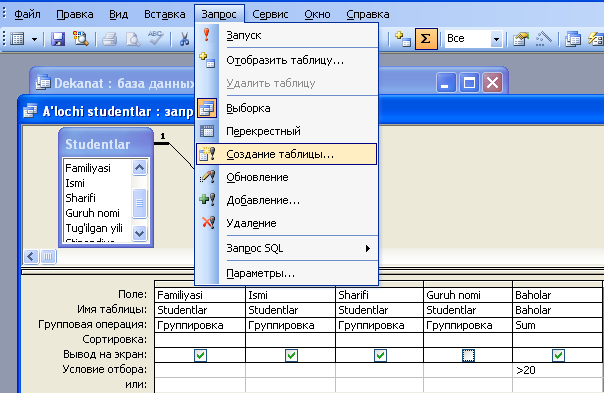 Файл Правка Вид Вставка Запрос Сервис Окно Справка
Все
Запуск
Отобразить таблицу...
Удалить таблицу
Выборка
Перекрестный
Создание таблицы...
Обновление
Добавление...
Удаление
Запрос SQL
Параметры...
Dekanat : база данных
A'lochi studentlar : запр
Studentlar
1
Familiyasi
Ismi
Sharifi
Guruh nomi
Tug'ilgan yili
Поле: Familiyasi Ismi Sharifi Guruh nomi Baholar
Имя таблицы: Studentlar Studentlar Studentlar Studentlar Baholar
Групповая операция: Группировка Группировка Группировка Группировка Sum
Сортировка:
Вывод на экран:
Условие отбора: >20
или: